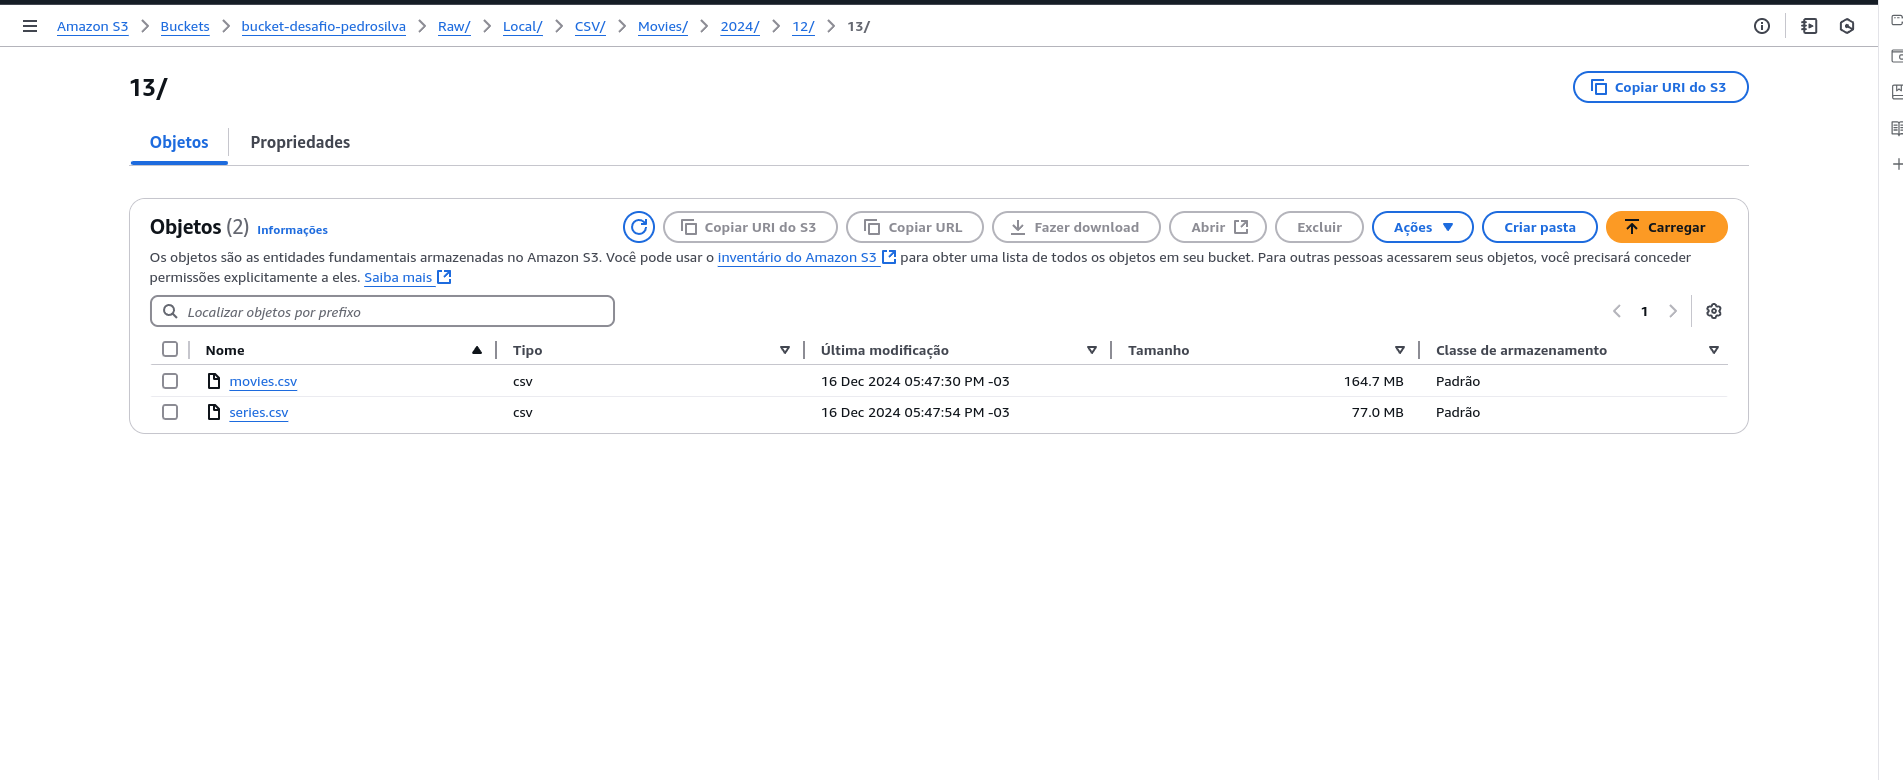 Amazon S3 > Buckets > bucket-desafio-pedrosilva > Raw/ > Local/ > CSV/ > Movies/ > 2024/ > 12/ > 13/
13/
Copiar URI do S3
Objetos Propriedades
Objetos (2) Informações
Copiar URI do S3 Copiar URL Fazer download Abrir Excluir Ações Criar pasta Carregar
Os objetos são as entidades fundamentais armazenadas no Amazon S3. Você pode usar o inventário do Amazon S3 para obter uma lista de todos os objetos em seu bucket. Para outras pessoas acessarem seus objetos, você precisará conceder
permissões explicitamente a eles. Saiba mais
Localizar objetos por prefixo
1
Nome Tipo Última modificação Tamanho Classe de armazenamento
movies.csv csv 16 Dec 2024 05:47:30 PM -03 164.7 MB Padrão
series.csv csv 16 Dec 2024 05:47:54 PM -03 77.0 MB Padrão